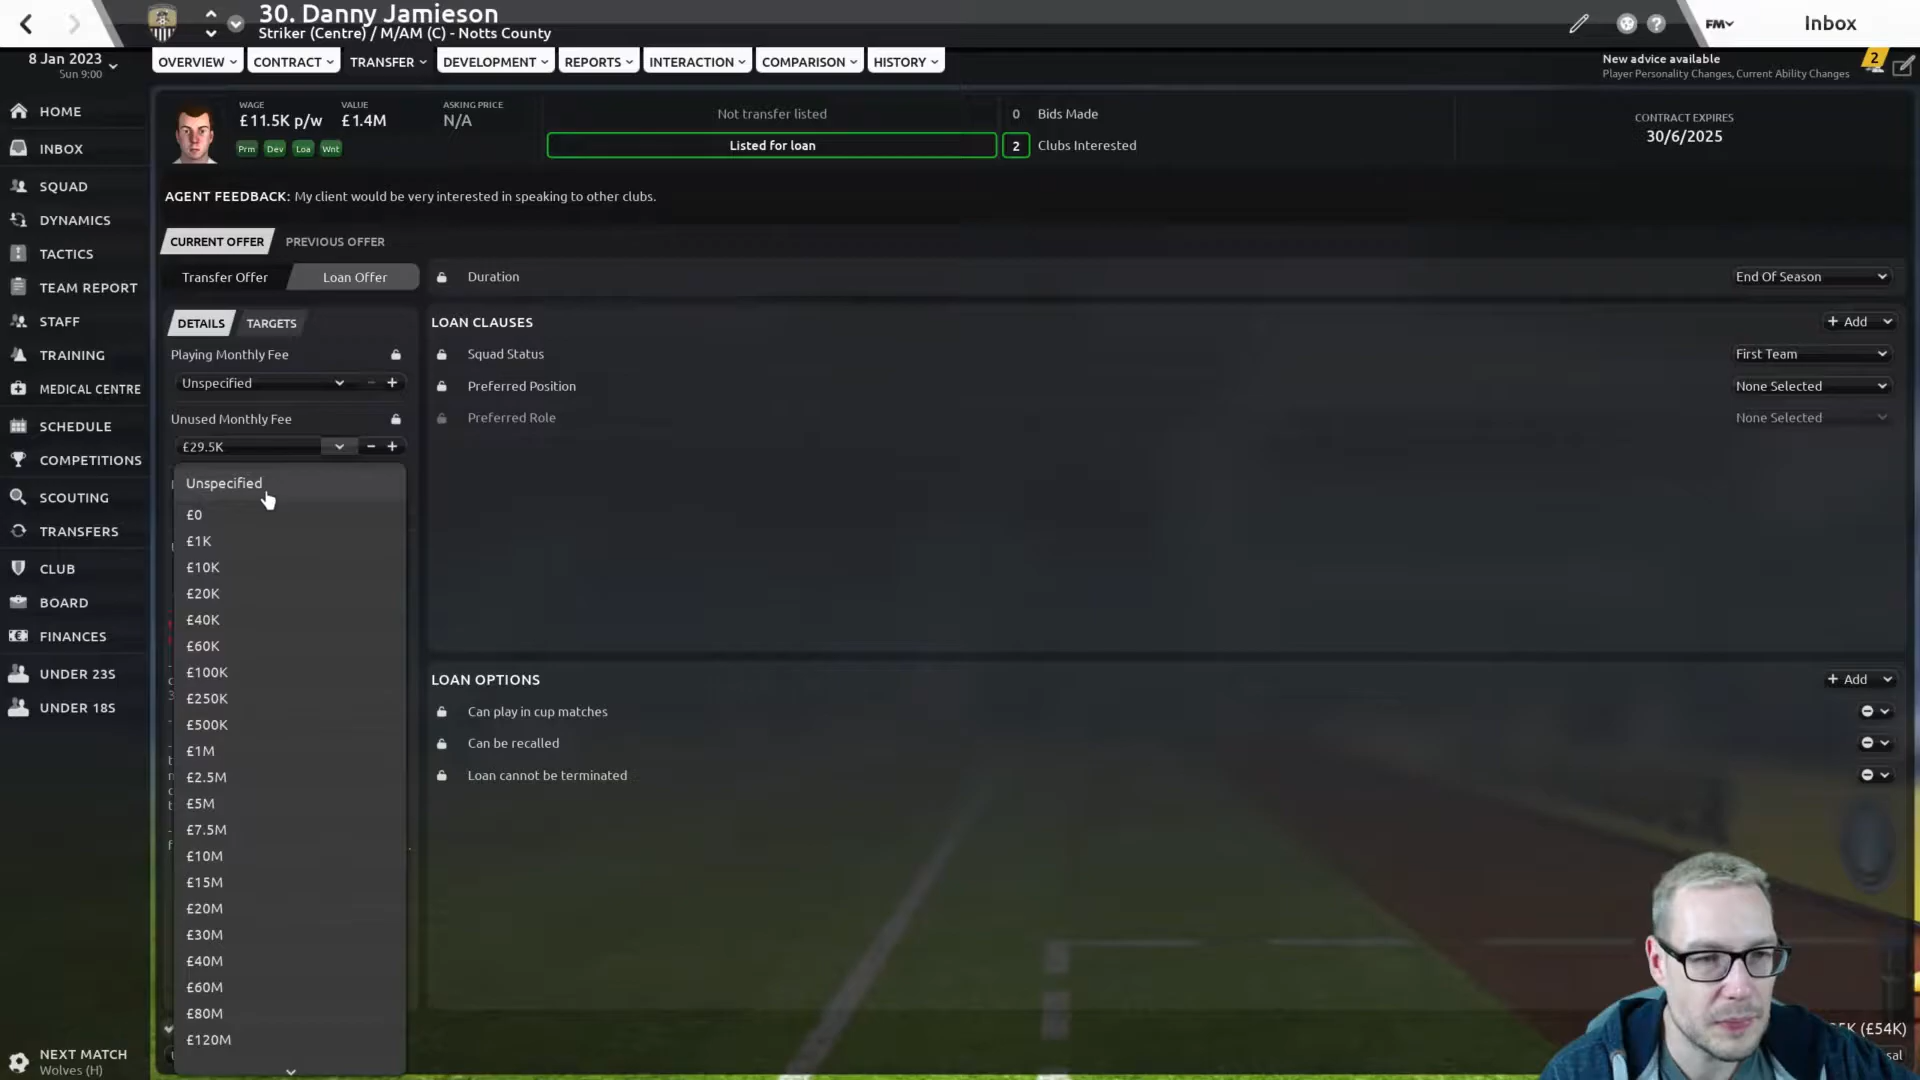 30. Danny Jamieson
Striker (Centre) / M/AM (C) - Notts County
FM
Inbox
8 Jan 2023
Sun 9:00
OVERVIEW
CONTRACT
TRANSFER
DEVELOPMENT
REPORTS
INTERACTION
COMPARISON
HISTORY
New advice available
Player Personality Changes, Current Ability Changes
2
HOME
INBOX
SQUAD
DYNAMICS
TACTICS
TEAM REPORT
STAFF
TRAINING
MEDICAL CENTRE
SCHEDULE
COMPETITIONS
SCOUTING
TRANSFERS
CLUB
BOARD
FINANCES
UNDER 23S
UNDER 18S
NEXT MATCH
Wolves (H)
WAGE
£11.5K p/w
VALUE
£1.4M
ASKING PRICE
N/A
Prm Dev Loa Wnt
Not transfer listed
Listed for loan
0 Bids Made
2 Clubs Interested
CONTRACT EXPIRES
30/6/2025
AGENT FEEDBACK: My client would be very interested in speaking to other clubs.
CURRENT OFFER
PREVIOUS OFFER
Transfer Offer
Loan Offer
Duration
End Of Season
DETAILS
TARGETS
Playing Monthly Fee
Unspecified
Unused Monthly Fee
£29.5K
Unspecified
£0
£1K
£10K
£20K
£40K
£60K
£100K
£250K
£500K
£1M
£2.5M
£5M
£7.5M
£10M
£15M
£20M
£30M
£40M
£60M
£80M
£120M
LOAN CLAUSES
+ Add
Squad Status
First Team
Preferred Position
None Selected
Preferred Role
None Selected
LOAN OPTIONS
+ Add
Can play in cup matches
Can be recalled
Loan cannot be terminated
(£54K)